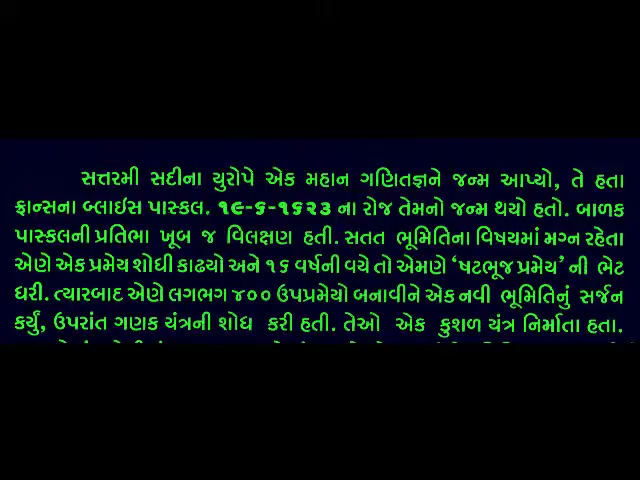 સત્તરમી સદીના યુરોપે એક મહાન ગણિતજ્ઞને જન્મ આપ્યો, તે હતા
ફ્રાન્સના બ્લાઇસ પાસ્કલ. ૧૯-૬-૧૬૨૩ ના રોજ તેમનો જન્મ થયો હતો. બાળક
પાસ્કલની પ્રતિભા ખૂબ જ વિલક્ષણ હતી. સતત ભૂમિતિના વિષયમાં મગ્ન રહેતા
એણે એક પ્રમેય શોધી કાઢયો અને ૧૬ વર્ષની વયે તો એમણે ‘ષટભૂજ પ્રમેય’ ની ભેટ
ધરી. ત્યારબાદ એણે લગભગ ૪૦૦ ઉપપ્રમેયો બનાવીને એક નવી ભૂમિતિનું સર્જન
કર્યું, ઉપરાંત ગણક યંત્રની શોધ કરી હતી. તેઓ એક કુશળ યંત્ર નિર્માતા હતા.